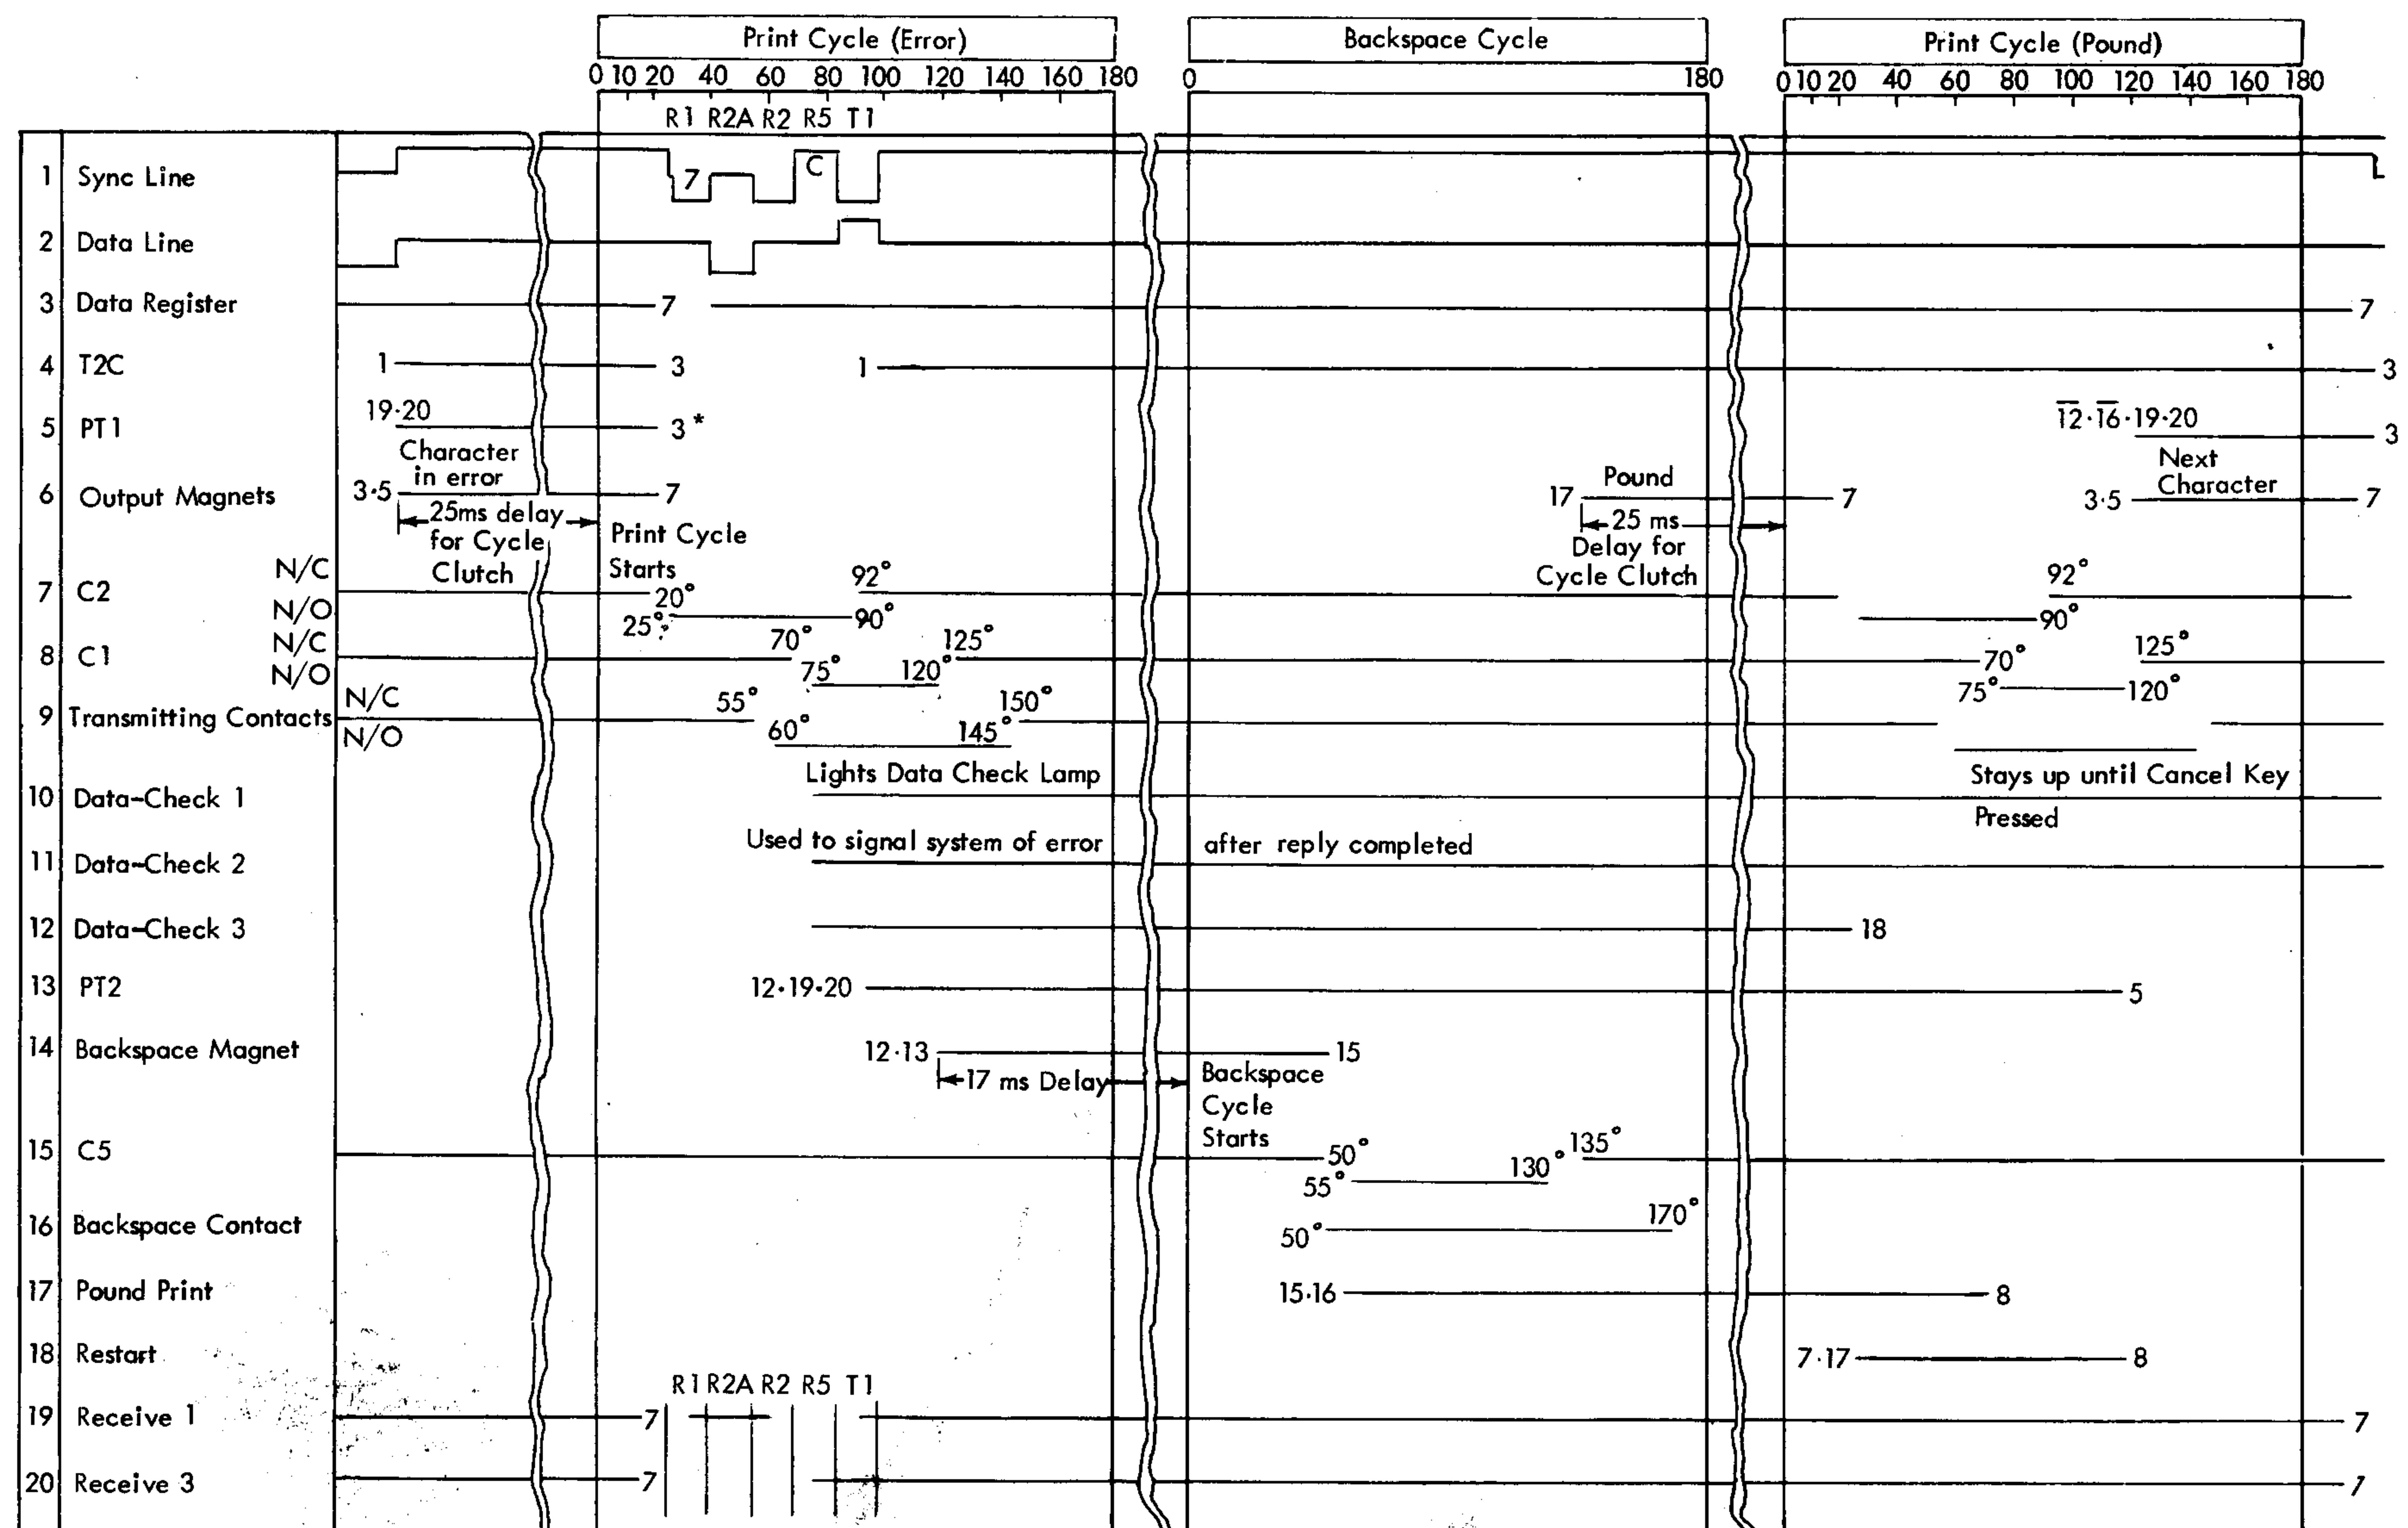 Print Cycle (Error) Backspace Cycle Print Cycle (Pound)
0 10 20 40 60 80 100 120 140 160 180 0 180 0 10 20 40 60 80 100 120 140 160 180
R1 R2A R2 R5 T1
1 Sync Line 7 C
2 Data Line
3 Data Register 7 7
4 T2C 1 3 1 3
19·20 1̅2̅·1̅6̅·19·20
5 PT1 3* 3
Character in error Pound Next Character
6 Output Magnets 3·5 7 17 7 3·5 7
25ms delay for Cycle Clutch Print Cycle Starts 25 ms Delay for Cycle Clutch
N/C 92° 92°
7 C2 20°
N/O 25° 90° 90°
N/C 70° 125° 125°
8 C1 70°
N/O 75° 120° 75° 120°
N/C 55° 150°
9 Transmitting Contacts
N/O 60° 145°
Lights Data Check Lamp Stays up until Cancel Key
10 Data-Check 1
Pressed
Used to signal system of error after reply completed
11 Data-Check 2
12 Data-Check 3 18
13 PT2 12·19·20 5
14 Backspace Magnet 12·13 15
17 ms Delay Backspace
Cycle
Starts
15 C5 50° 135°
55° 130°
16 Backspace Contact 50° 170°
17 Pound Print 15·16 8
18 Restart 7·17 8
R1 R2A R2 R5 T1
19 Receive 1 7 7
20 Receive 3 7 7